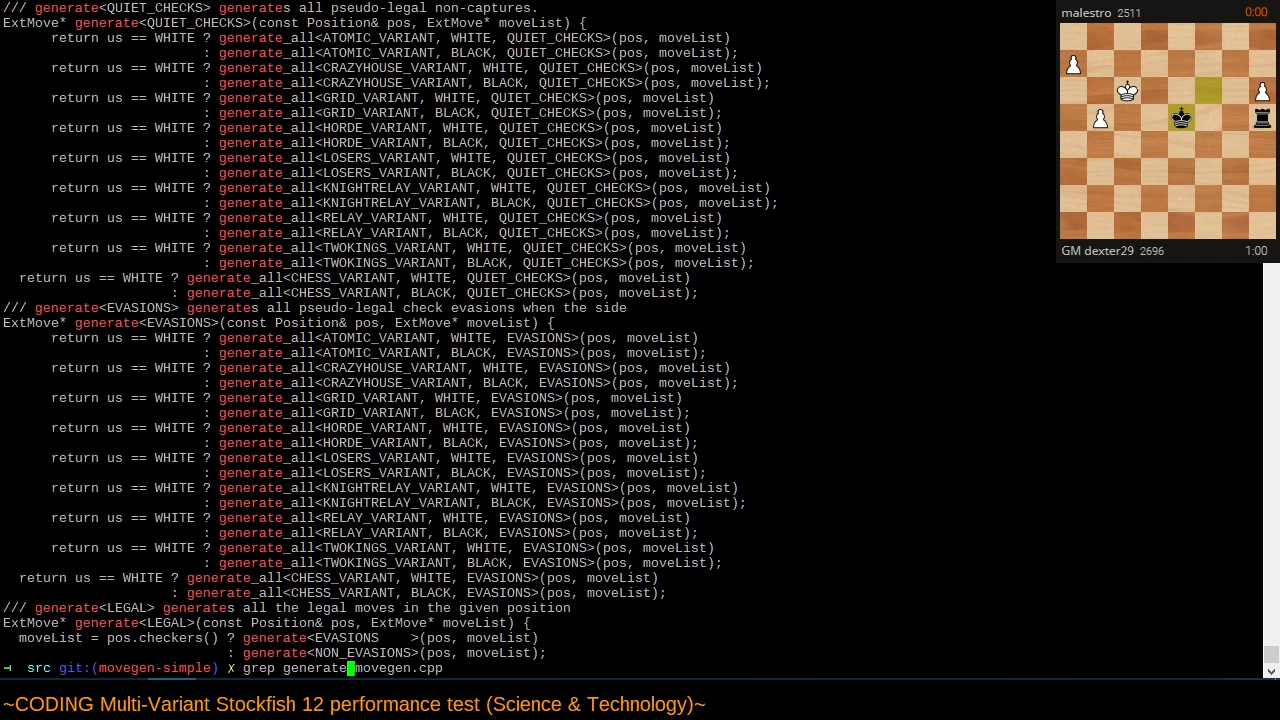 /// generate<QUIET_CHECKS> generates all pseudo-legal non-captures.
ExtMove* generate<QUIET_CHECKS>(const Position& pos, ExtMove* moveList) {
return us == WHITE ? generate_all<ATOMIC_VARIANT, WHITE, QUIET_CHECKS>(pos, moveList)
: generate_all<ATOMIC_VARIANT, BLACK, QUIET_CHECKS>(pos, moveList);
return us == WHITE ? generate_all<CRAZYHOUSE_VARIANT, WHITE, QUIET_CHECKS>(pos, moveList)
: generate_all<CRAZYHOUSE_VARIANT, BLACK, QUIET_CHECKS>(pos, moveList);
return us == WHITE ? generate_all<GRID_VARIANT, WHITE, QUIET_CHECKS>(pos, moveList)
: generate_all<GRID_VARIANT, BLACK, QUIET_CHECKS>(pos, moveList);
return us == WHITE ? generate_all<HORDE_VARIANT, WHITE, QUIET_CHECKS>(pos, moveList)
: generate_all<HORDE_VARIANT, BLACK, QUIET_CHECKS>(pos, moveList);
return us == WHITE ? generate_all<LOSERS_VARIANT, WHITE, QUIET_CHECKS>(pos, moveList)
: generate_all<LOSERS_VARIANT, BLACK, QUIET_CHECKS>(pos, moveList);
return us == WHITE ? generate_all<KNIGHTRELAY_VARIANT, WHITE, QUIET_CHECKS>(pos, moveList)
: generate_all<KNIGHTRELAY_VARIANT, BLACK, QUIET_CHECKS>(pos, moveList);
return us == WHITE ? generate_all<RELAY_VARIANT, WHITE, QUIET_CHECKS>(pos, moveList)
: generate_all<RELAY_VARIANT, BLACK, QUIET_CHECKS>(pos, moveList);
return us == WHITE ? generate_all<TWOKINGS_VARIANT, WHITE, QUIET_CHECKS>(pos, moveList)
: generate_all<TWOKINGS_VARIANT, BLACK, QUIET_CHECKS>(pos, moveList);
return us == WHITE ? generate_all<CHESS_VARIANT, WHITE, QUIET_CHECKS>(pos, moveList)
: generate_all<CHESS_VARIANT, BLACK, QUIET_CHECKS>(pos, moveList);
/// generate<EVASIONS> generates all pseudo-legal check evasions when the side
ExtMove* generate<EVASIONS>(const Position& pos, ExtMove* moveList) {
return us == WHITE ? generate_all<ATOMIC_VARIANT, WHITE, EVASIONS>(pos, moveList)
: generate_all<ATOMIC_VARIANT, BLACK, EVASIONS>(pos, moveList);
return us == WHITE ? generate_all<CRAZYHOUSE_VARIANT, WHITE, EVASIONS>(pos, moveList)
: generate_all<CRAZYHOUSE_VARIANT, BLACK, EVASIONS>(pos, moveList);
return us == WHITE ? generate_all<GRID_VARIANT, WHITE, EVASIONS>(pos, moveList)
: generate_all<GRID_VARIANT, BLACK, EVASIONS>(pos, moveList);
return us == WHITE ? generate_all<HORDE_VARIANT, WHITE, EVASIONS>(pos, moveList)
: generate_all<HORDE_VARIANT, BLACK, EVASIONS>(pos, moveList);
return us == WHITE ? generate_all<LOSERS_VARIANT, WHITE, EVASIONS>(pos, moveList)
: generate_all<LOSERS_VARIANT, BLACK, EVASIONS>(pos, moveList);
return us == WHITE ? generate_all<KNIGHTRELAY_VARIANT, WHITE, EVASIONS>(pos, moveList)
: generate_all<KNIGHTRELAY_VARIANT, BLACK, EVASIONS>(pos, moveList);
return us == WHITE ? generate_all<RELAY_VARIANT, WHITE, EVASIONS>(pos, moveList)
: generate_all<RELAY_VARIANT, BLACK, EVASIONS>(pos, moveList);
return us == WHITE ? generate_all<TWOKINGS_VARIANT, WHITE, EVASIONS>(pos, moveList)
: generate_all<TWOKINGS_VARIANT, BLACK, EVASIONS>(pos, moveList);
return us == WHITE ? generate_all<CHESS_VARIANT, WHITE, EVASIONS>(pos, moveList)
: generate_all<CHESS_VARIANT, BLACK, EVASIONS>(pos, moveList);
/// generate<LEGAL> generates all the legal moves in the given position
ExtMove* generate<LEGAL>(const Position& pos, ExtMove* moveList) {
moveList = pos.checkers() ? generate<EVASIONS    >(pos, moveList)
: generate<NON_EVASIONS>(pos, moveList);
→ src git:(movegen-simple) ✗ grep generate movegen.cpp
malestro 2511 0:00
GM dexter29 2696 1:00
~CODING Multi-Variant Stockfish 12 performance test (Science & Technology)~